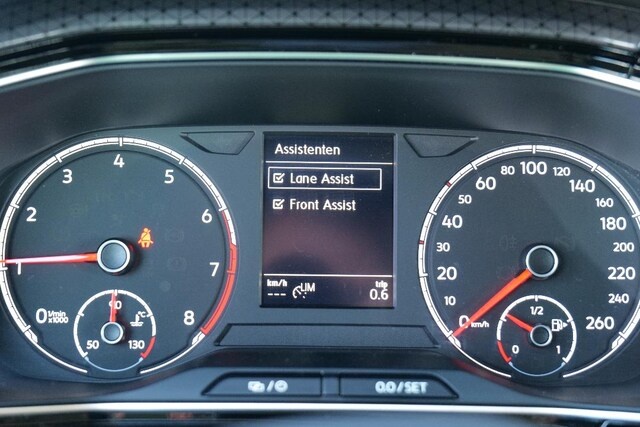 Assistenten
Lane Assist
Front Assist
km/h
---
LIM
trip
0.6
0 1 2 3 4 5 6 7 8
1/min
x1000
50 90 130
°C
0 20 30 40 50 60 80 100 120 140 160 180 200 220 240 260
km/h
0 1/2 1
0.0/SET